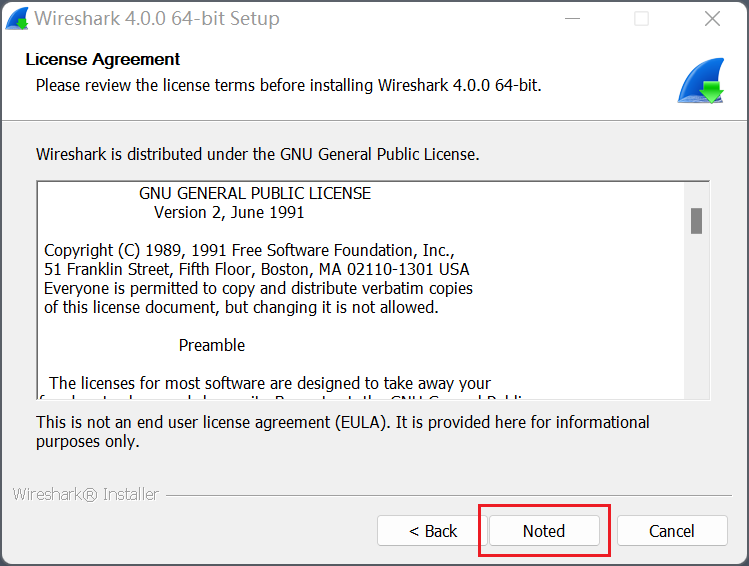 Wireshark 4.0.0 64-bit Setup
License Agreement
Please review the license terms before installing Wireshark 4.0.0 64-bit.
Wireshark is distributed under the GNU General Public License.
GNU GENERAL PUBLIC LICENSE
Version 2, June 1991
Copyright (C) 1989, 1991 Free Software Foundation, Inc.,
51 Franklin Street, Fifth Floor, Boston, MA 02110-1301 USA
Everyone is permitted to copy and distribute verbatim copies
of this license document, but changing it is not allowed.
Preamble
The licenses for most software are designed to take away your
This is not an end user license agreement (EULA). It is provided here for informational
purposes only.
Wireshark® Installer
< Back
Noted
Cancel